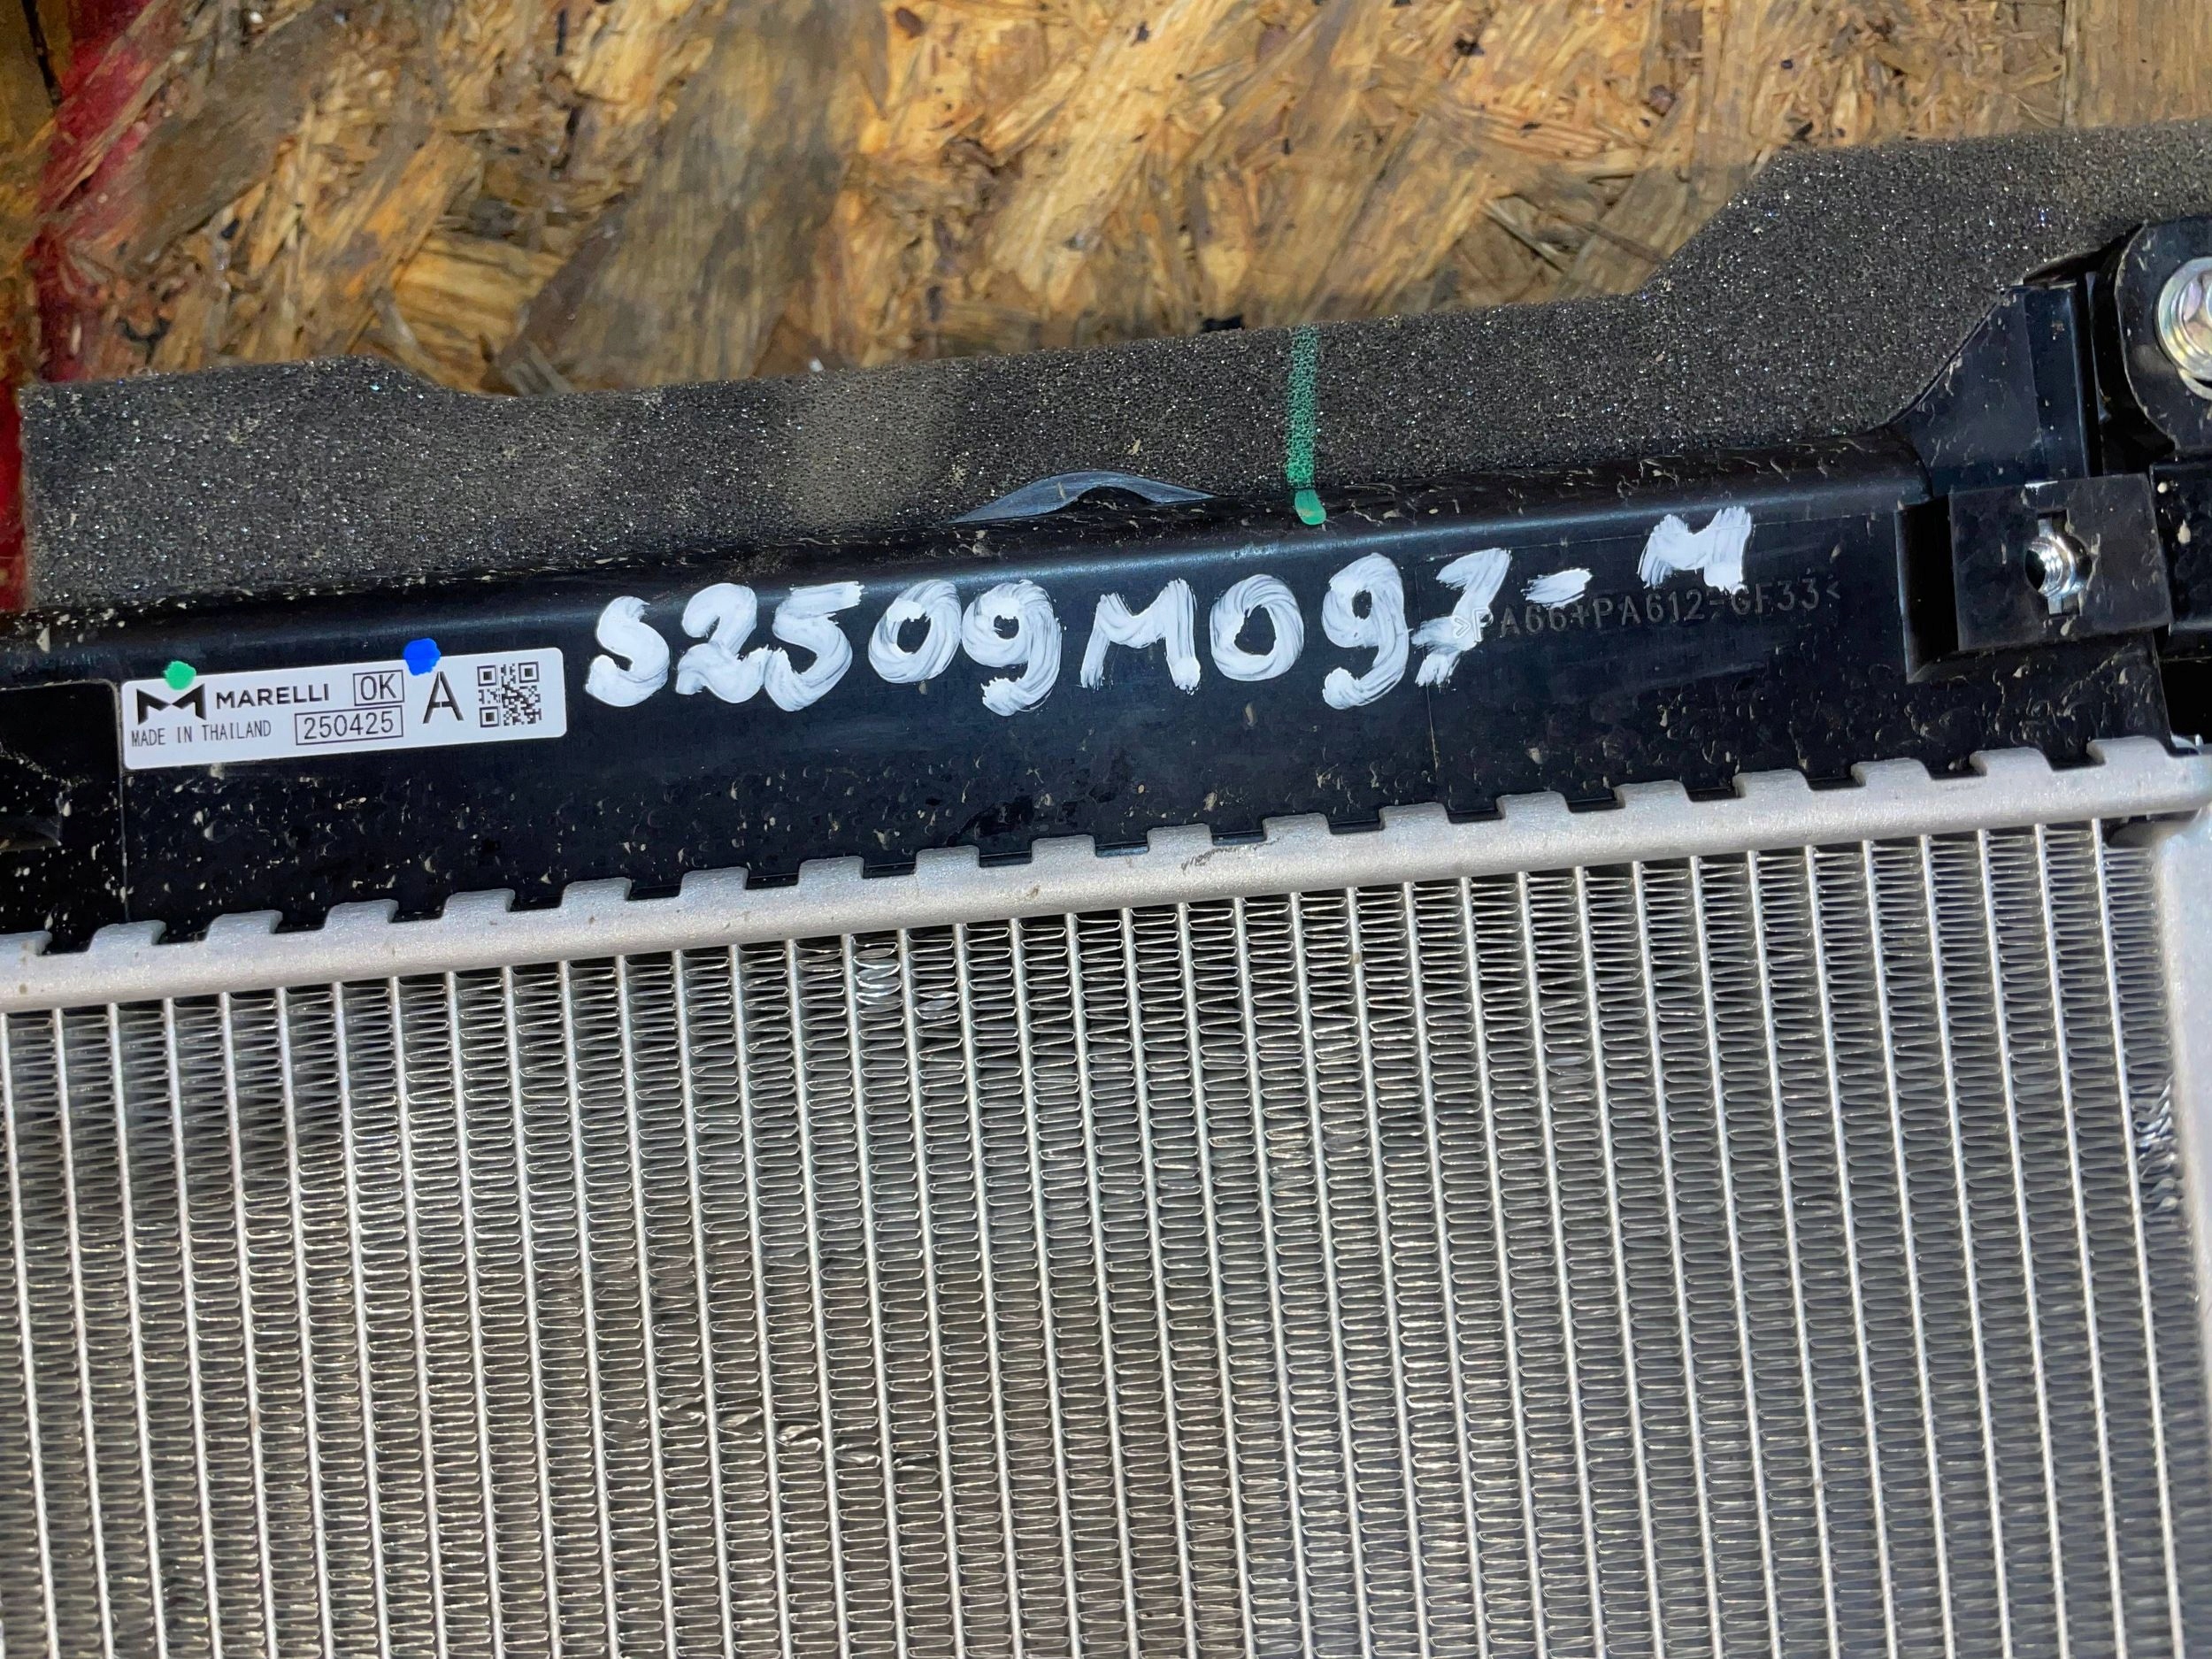 S2509M097-M
>PA66+PA612-GF33<
MARELLI OK A
MADE IN THAILAND 250425